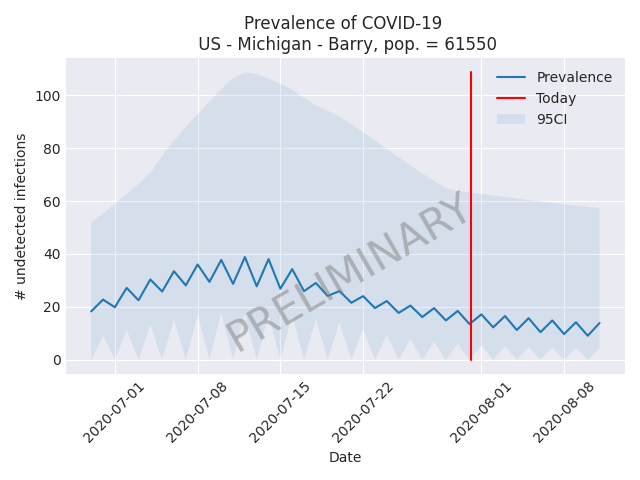 Prevalence of COVID-19
US - Michigan - Barry, pop. = 61550
Prevalence
Today
95CI
# undetected infections
100
80
60
40
20
0
PRELIMINARY
2020-07-01
2020-07-08
2020-07-15
2020-07-22
2020-08-01
2020-08-08
Date